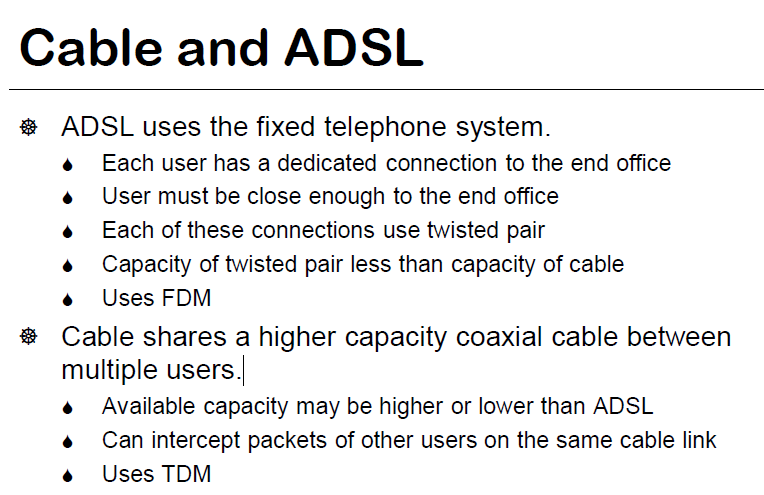 Cable and ADSL
ADSL uses the fixed telephone system.
Each user has a dedicated connection to the end office
User must be close enough to the end office
Each of these connections use twisted pair
Capacity of twisted pair less than capacity of cable
Uses FDM
Cable shares a higher capacity coaxial cable between
multiple users.
Available capacity may be higher or lower than ADSL
Can intercept packets of other users on the same cable link
Uses TDM